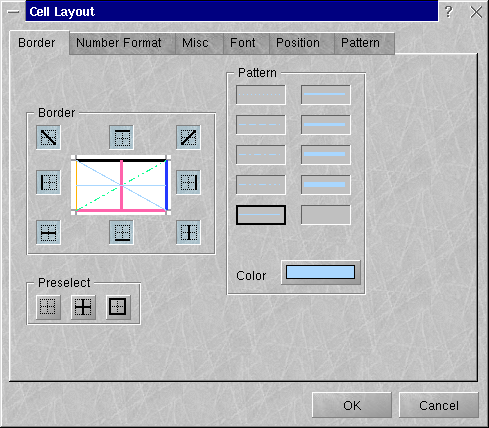 Cell Layout
Border Number Format Misc Font Position Pattern
Pattern
Border
Color
Preselect
OK Cancel